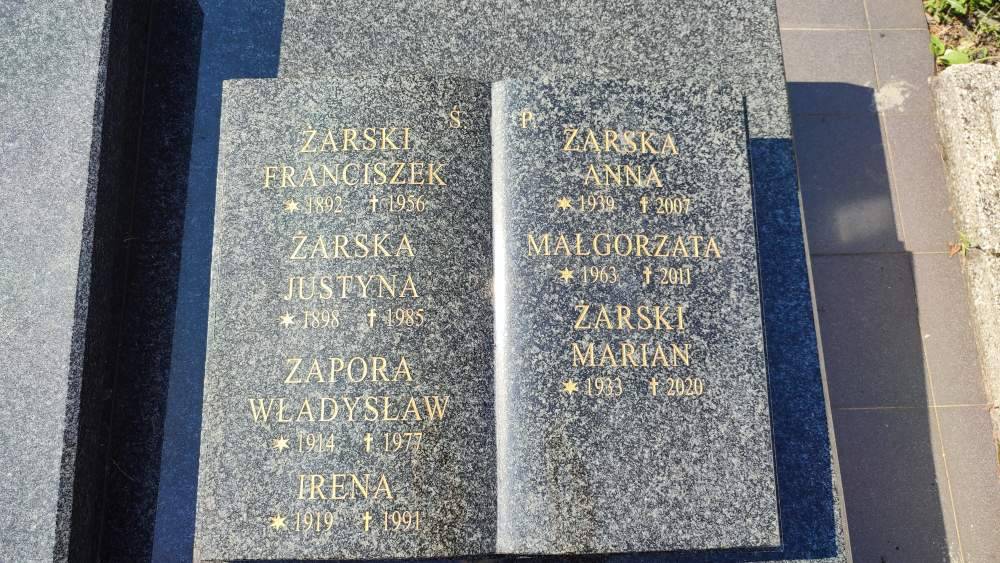 Ś P
ŻARSKI
FRANCISZEK
✶ 1892 † 1956
ŻARSKA
JUSTYNA
✶ 1898 † 1985
ZAPORA
WŁADYSŁAW
✶ 1914 † 1977
IRENA
✶ 1919 † 1991
ŻARSKA
ANNA
✶ 1939 † 2007
MAŁGORZATA
✶ 1963 † 2011
ŻARSKI
MARIAN
✶ 1933 † 2020